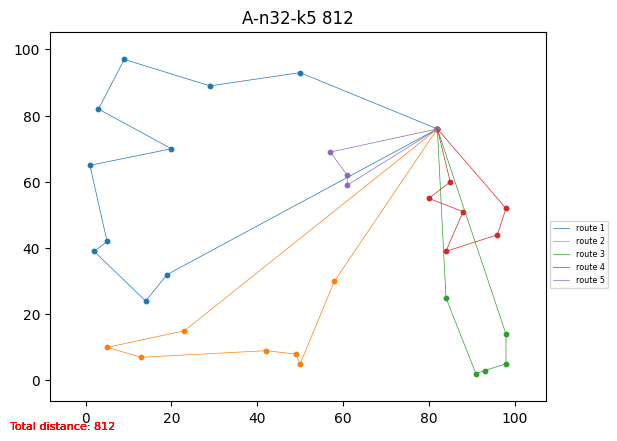 A-n32-k5 812
100
80
60
40
20
0
0 20 40 60 80 100
route 1
route 2
route 3
route 4
route 5
Total distance: 812